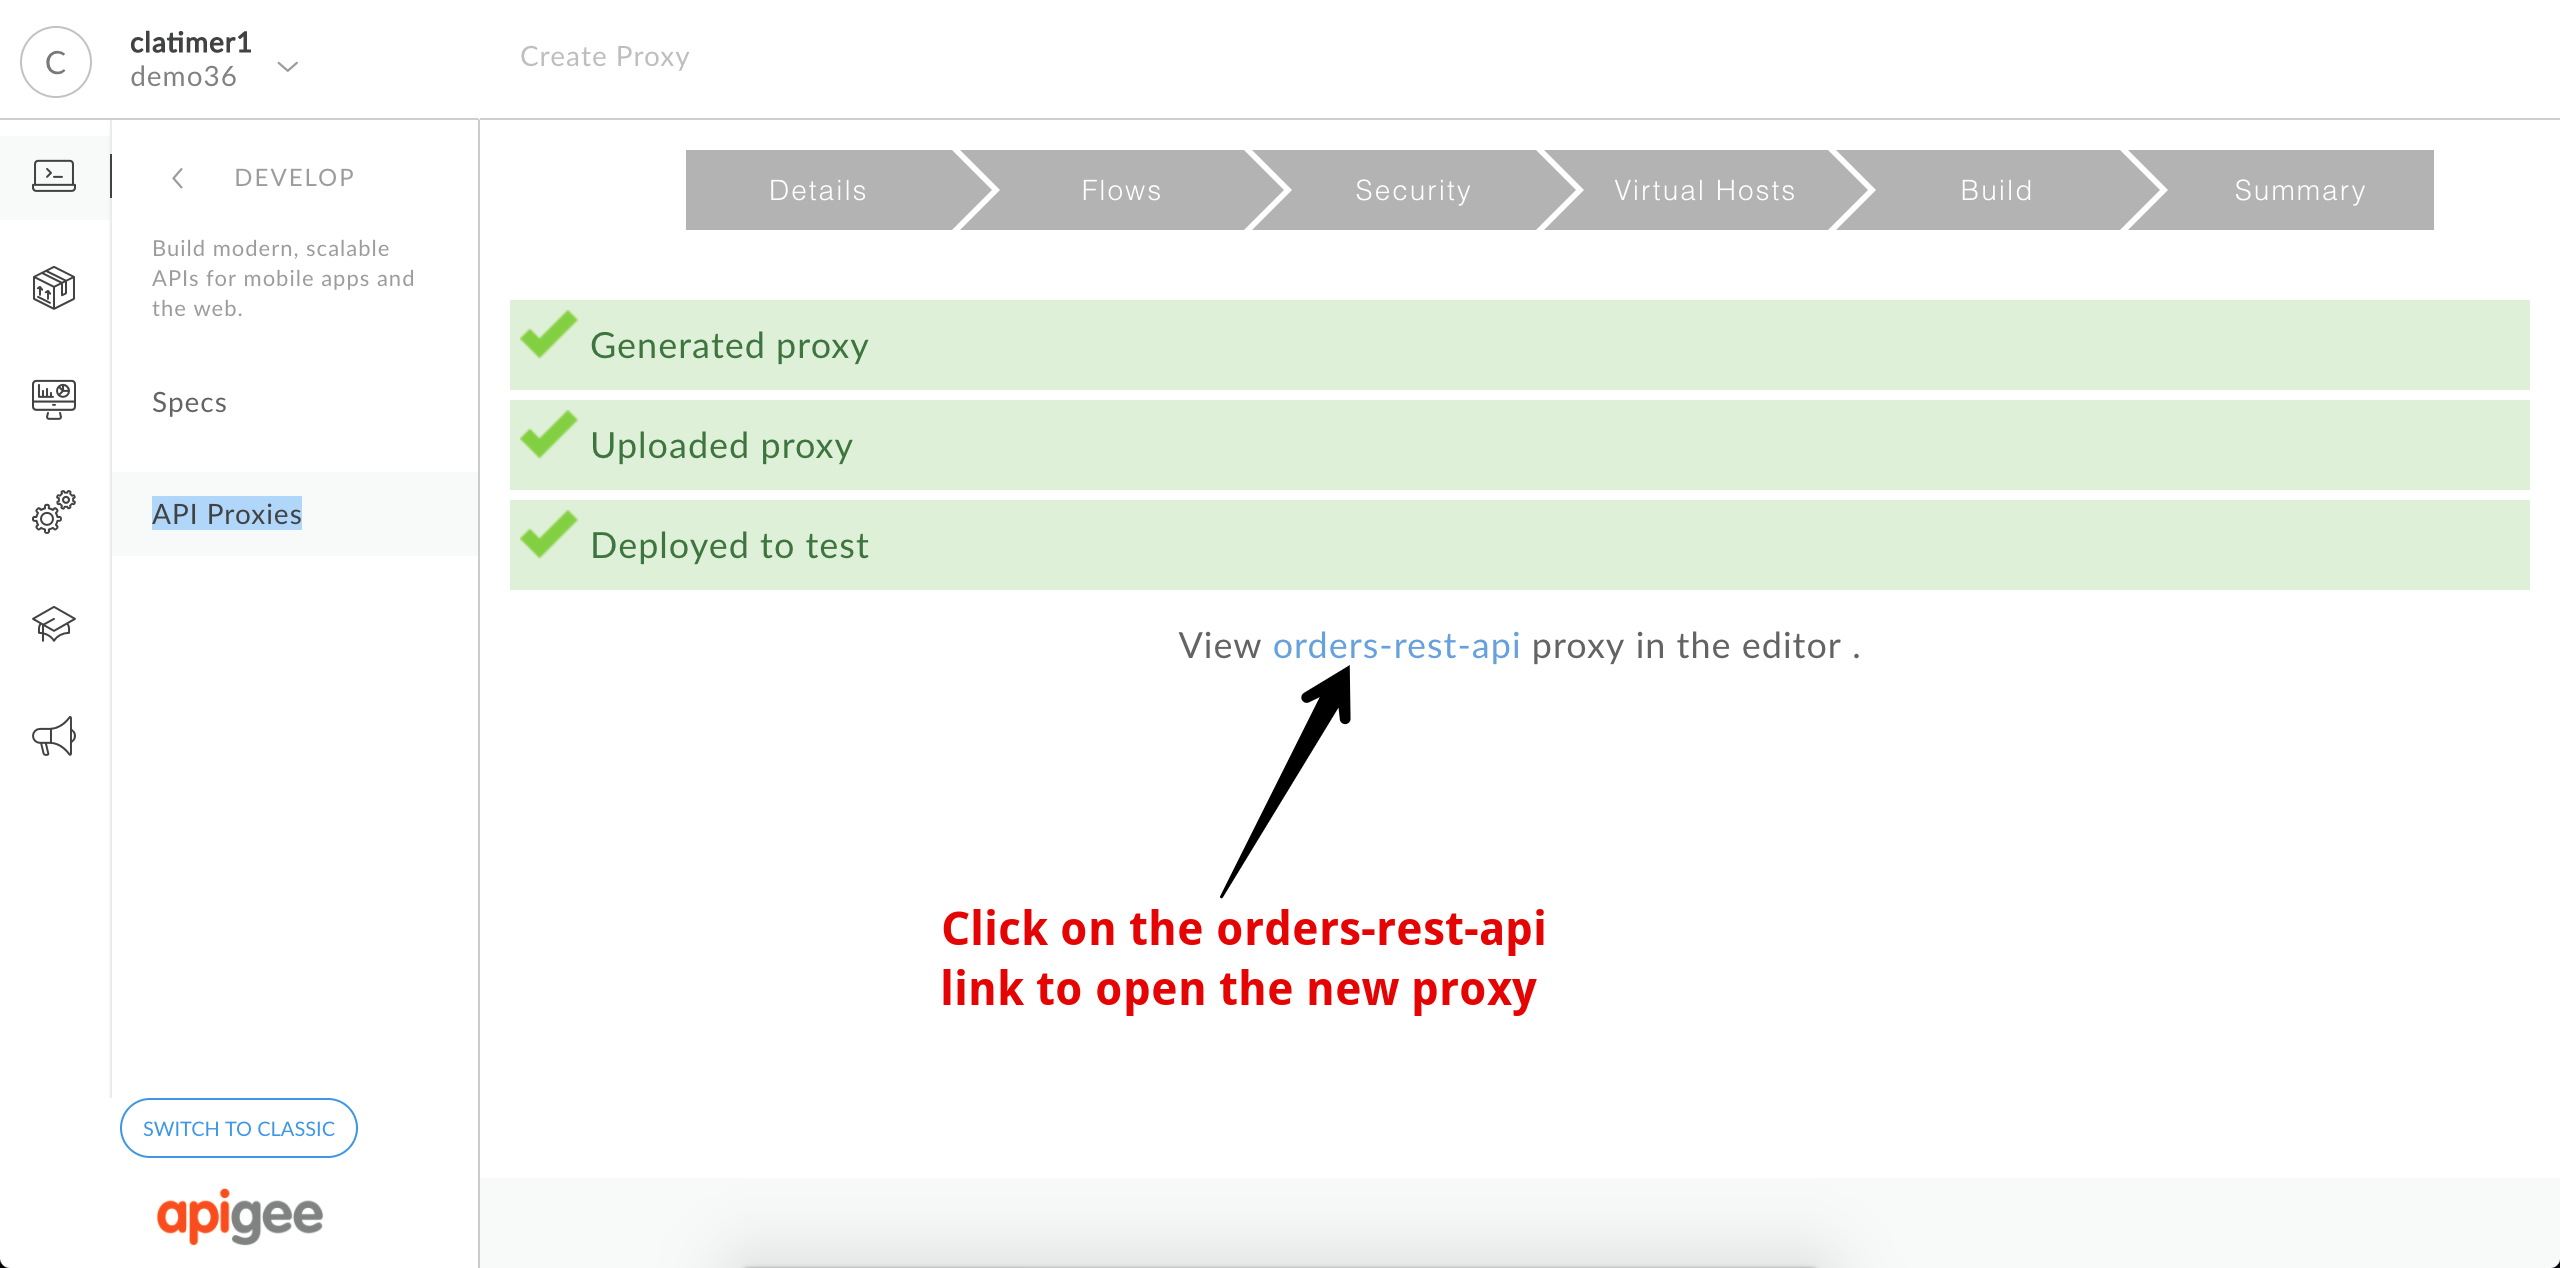 C
clatimer1
demo36
Create Proxy
DEVELOP
Build modern, scalable
APIs for mobile apps and
the web.
Specs
API Proxies
SWITCH TO CLASSIC
apigee
Details
Flows
Security
Virtual Hosts
Build
Summary
Generated proxy
Uploaded proxy
Deployed to test
View orders-rest-api proxy in the editor .
Click on the orders-rest-api
link to open the new proxy